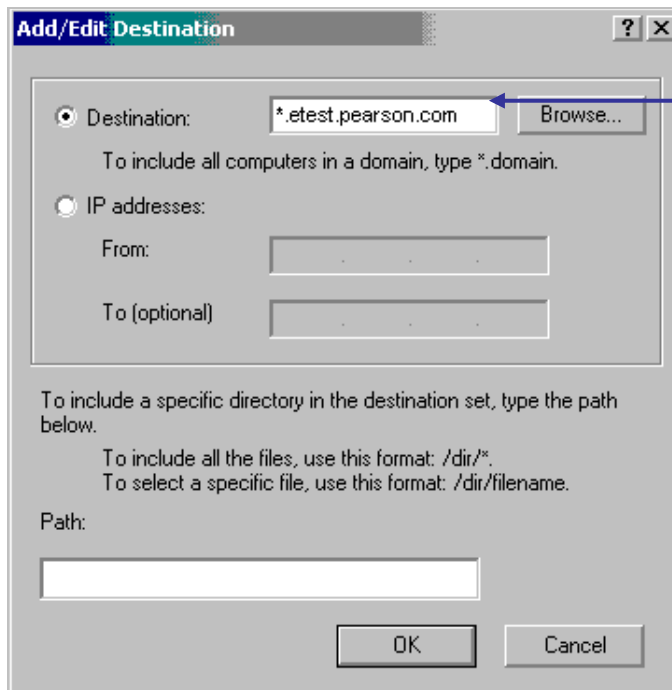 Add/Edit Destination
Destination: *.etest.pearson.com Browse...
To include all computers in a domain, type *.domain.
IP addresses:
From:
To (optional)
To include a specific directory in the destination set, type the path
below.
To include all the files, use this format: /dir/*.
To select a specific file, use this format: /dir/filename.
Path:
OK Cancel